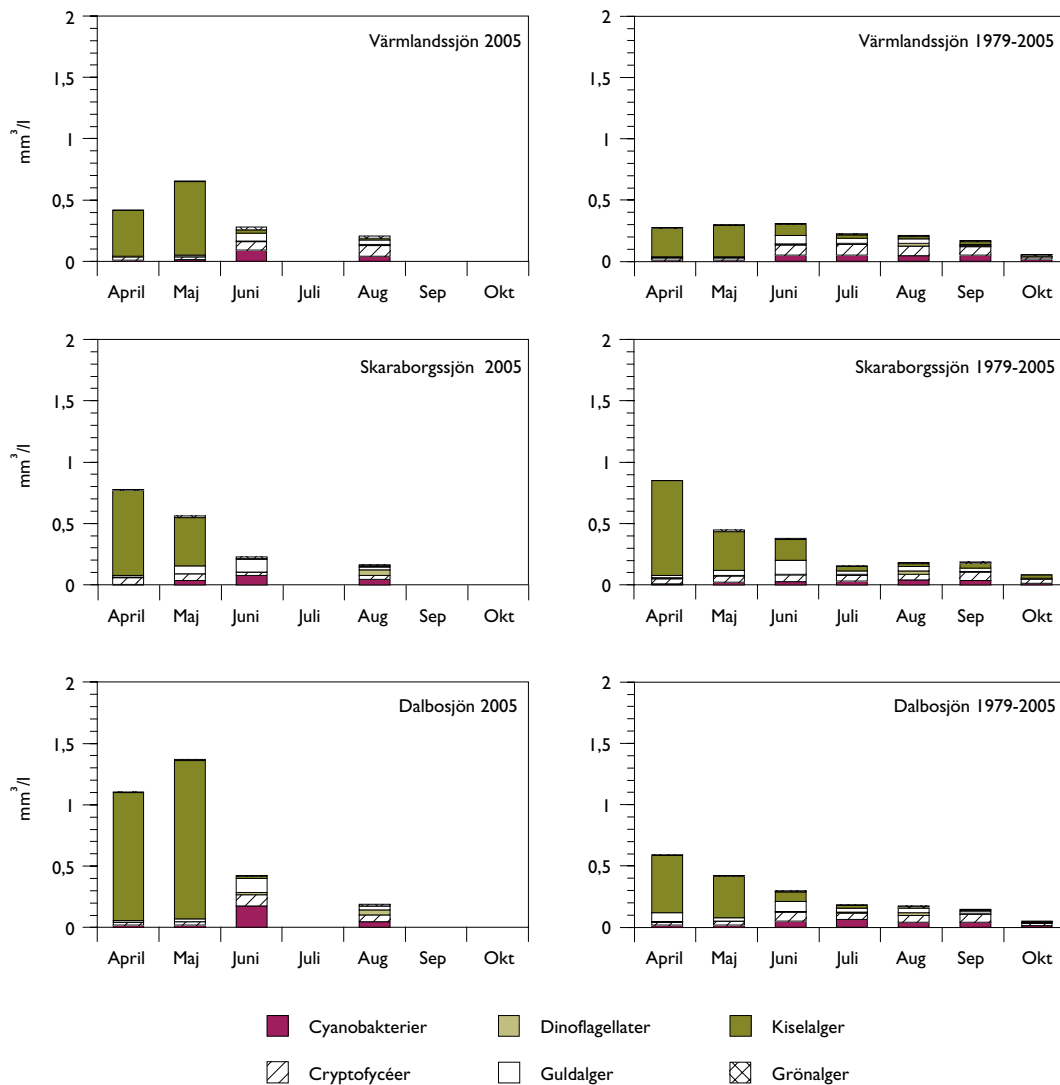 2
1,5
1
0,5
0
mm³/l
Värmlandssjön 2005
April Maj Juni Juli Aug Sep Okt
2
1,5
1
0,5
0
Värmlandssjön 1979-2005
April Maj Juni Juli Aug Sep Okt
2
1,5
1
0,5
0
mm³/l
Skaraborgssjön 2005
April Maj Juni Juli Aug Sep Okt
2
1,5
1
0,5
0
Skaraborgssjön 1979-2005
April Maj Juni Juli Aug Sep Okt
2
1,5
1
0,5
0
mm³/l
Dalbosjön 2005
April Maj Juni Juli Aug Sep Okt
2
1,5
1
0,5
0
Dalbosjön 1979-2005
April Maj Juni Juli Aug Sep Okt
Cyanobakterier Dinoflagellater Kiselalger
Cryptofycéer Guldalger Grönalger